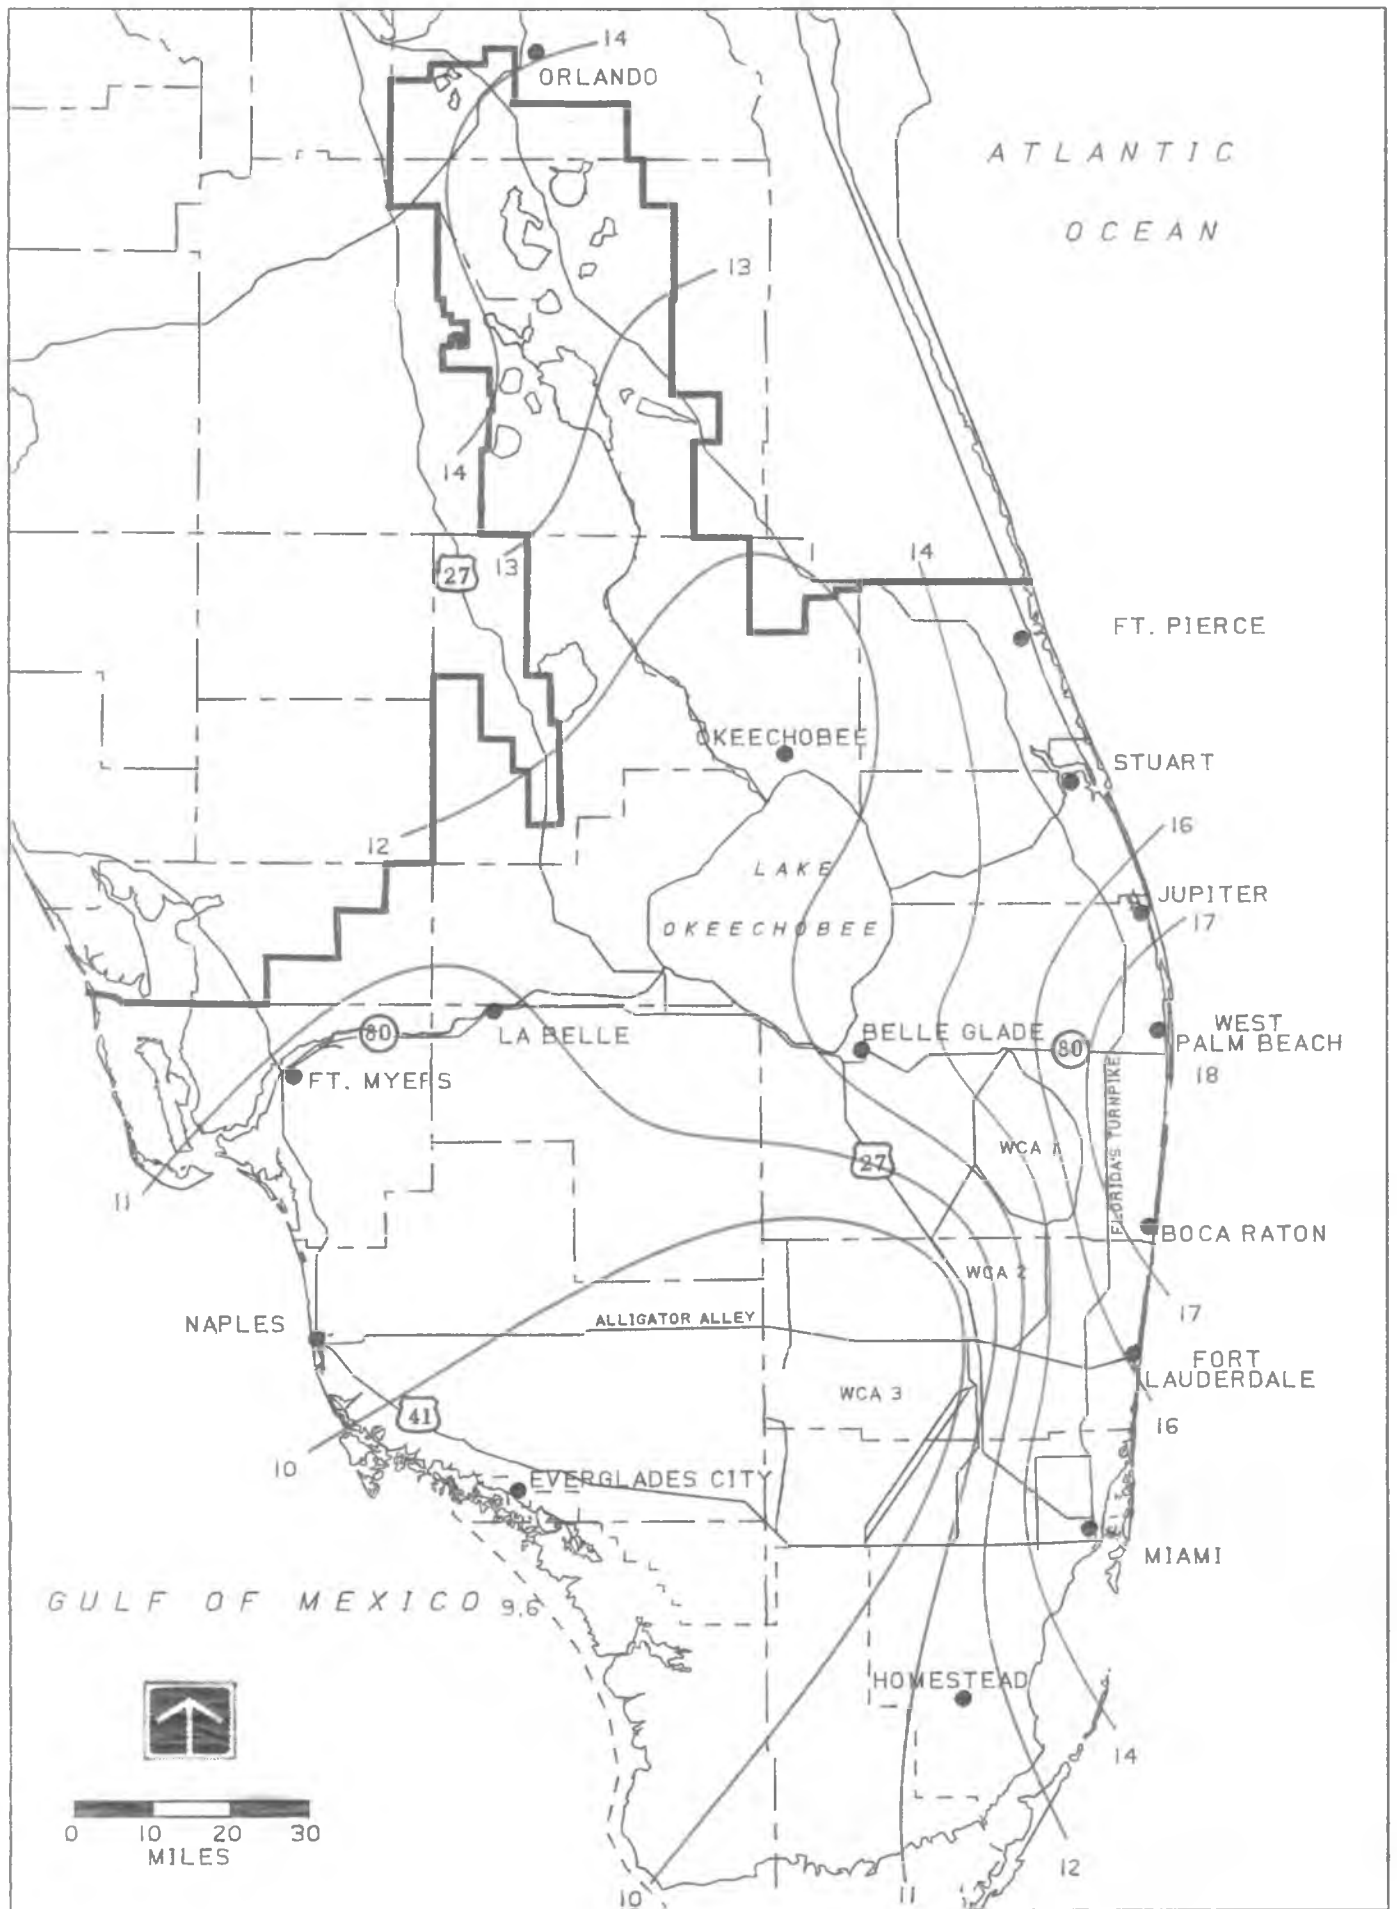 14
ORLANDO
ATLANTIC
OCEAN
13
14
27
13
1
14
FT. PIERCE
OKEECHOBEE
STUART
12
16
LAKE
OKEECHOBEE
JUPITER
17
LA BELLE
80
BELLE GLADE
80
WEST
PALM BEACH
18
FT. MYERS
FLORIDA'S TURNPIKE
WCA 1
27
11
BOCA RATON
WCA 2
NAPLES
ALLIGATOR ALLEY
17
FORT
LAUDERDALE
WCA 3
41
16
10
EVERGLADES CITY
MIAMI
GULF OF MEXICO
9.6
HOMESTEAD
14
0 10 20 30
MILES
12
10
11